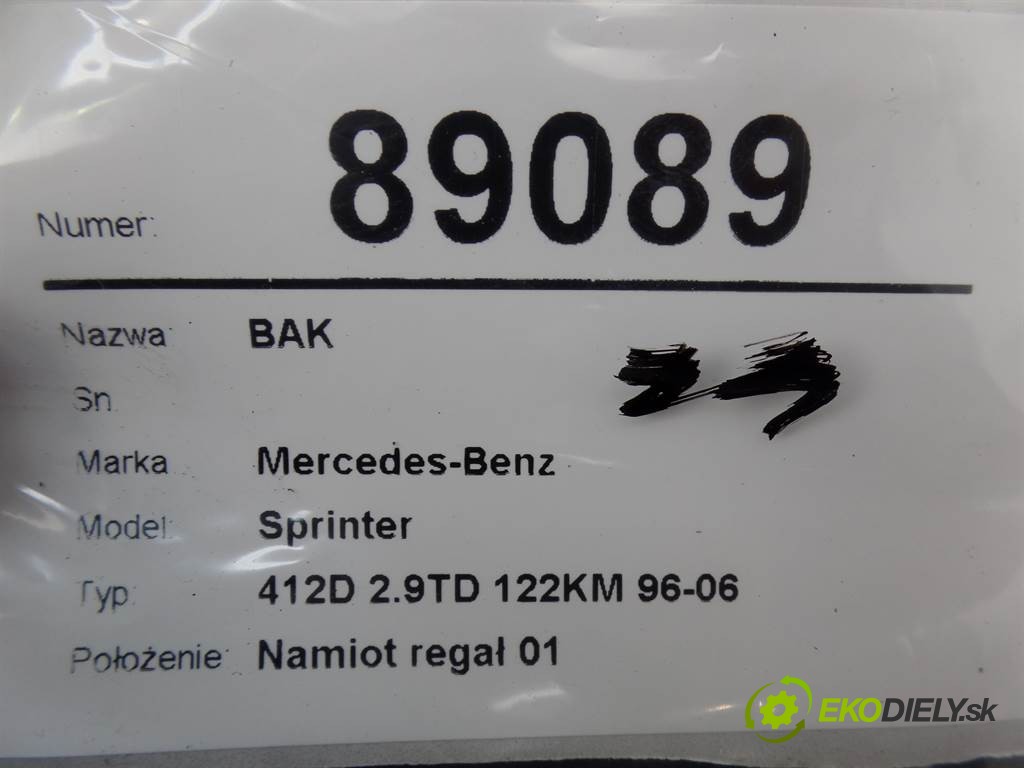 Numer: 89089
Nazwa: BAK
Sn.
Marka Mercedes-Benz
Model: Sprinter
Typ: 412D 2.9TD 122KM 96-06
Położenie: Namiot regał 01
EKODIELY.sk